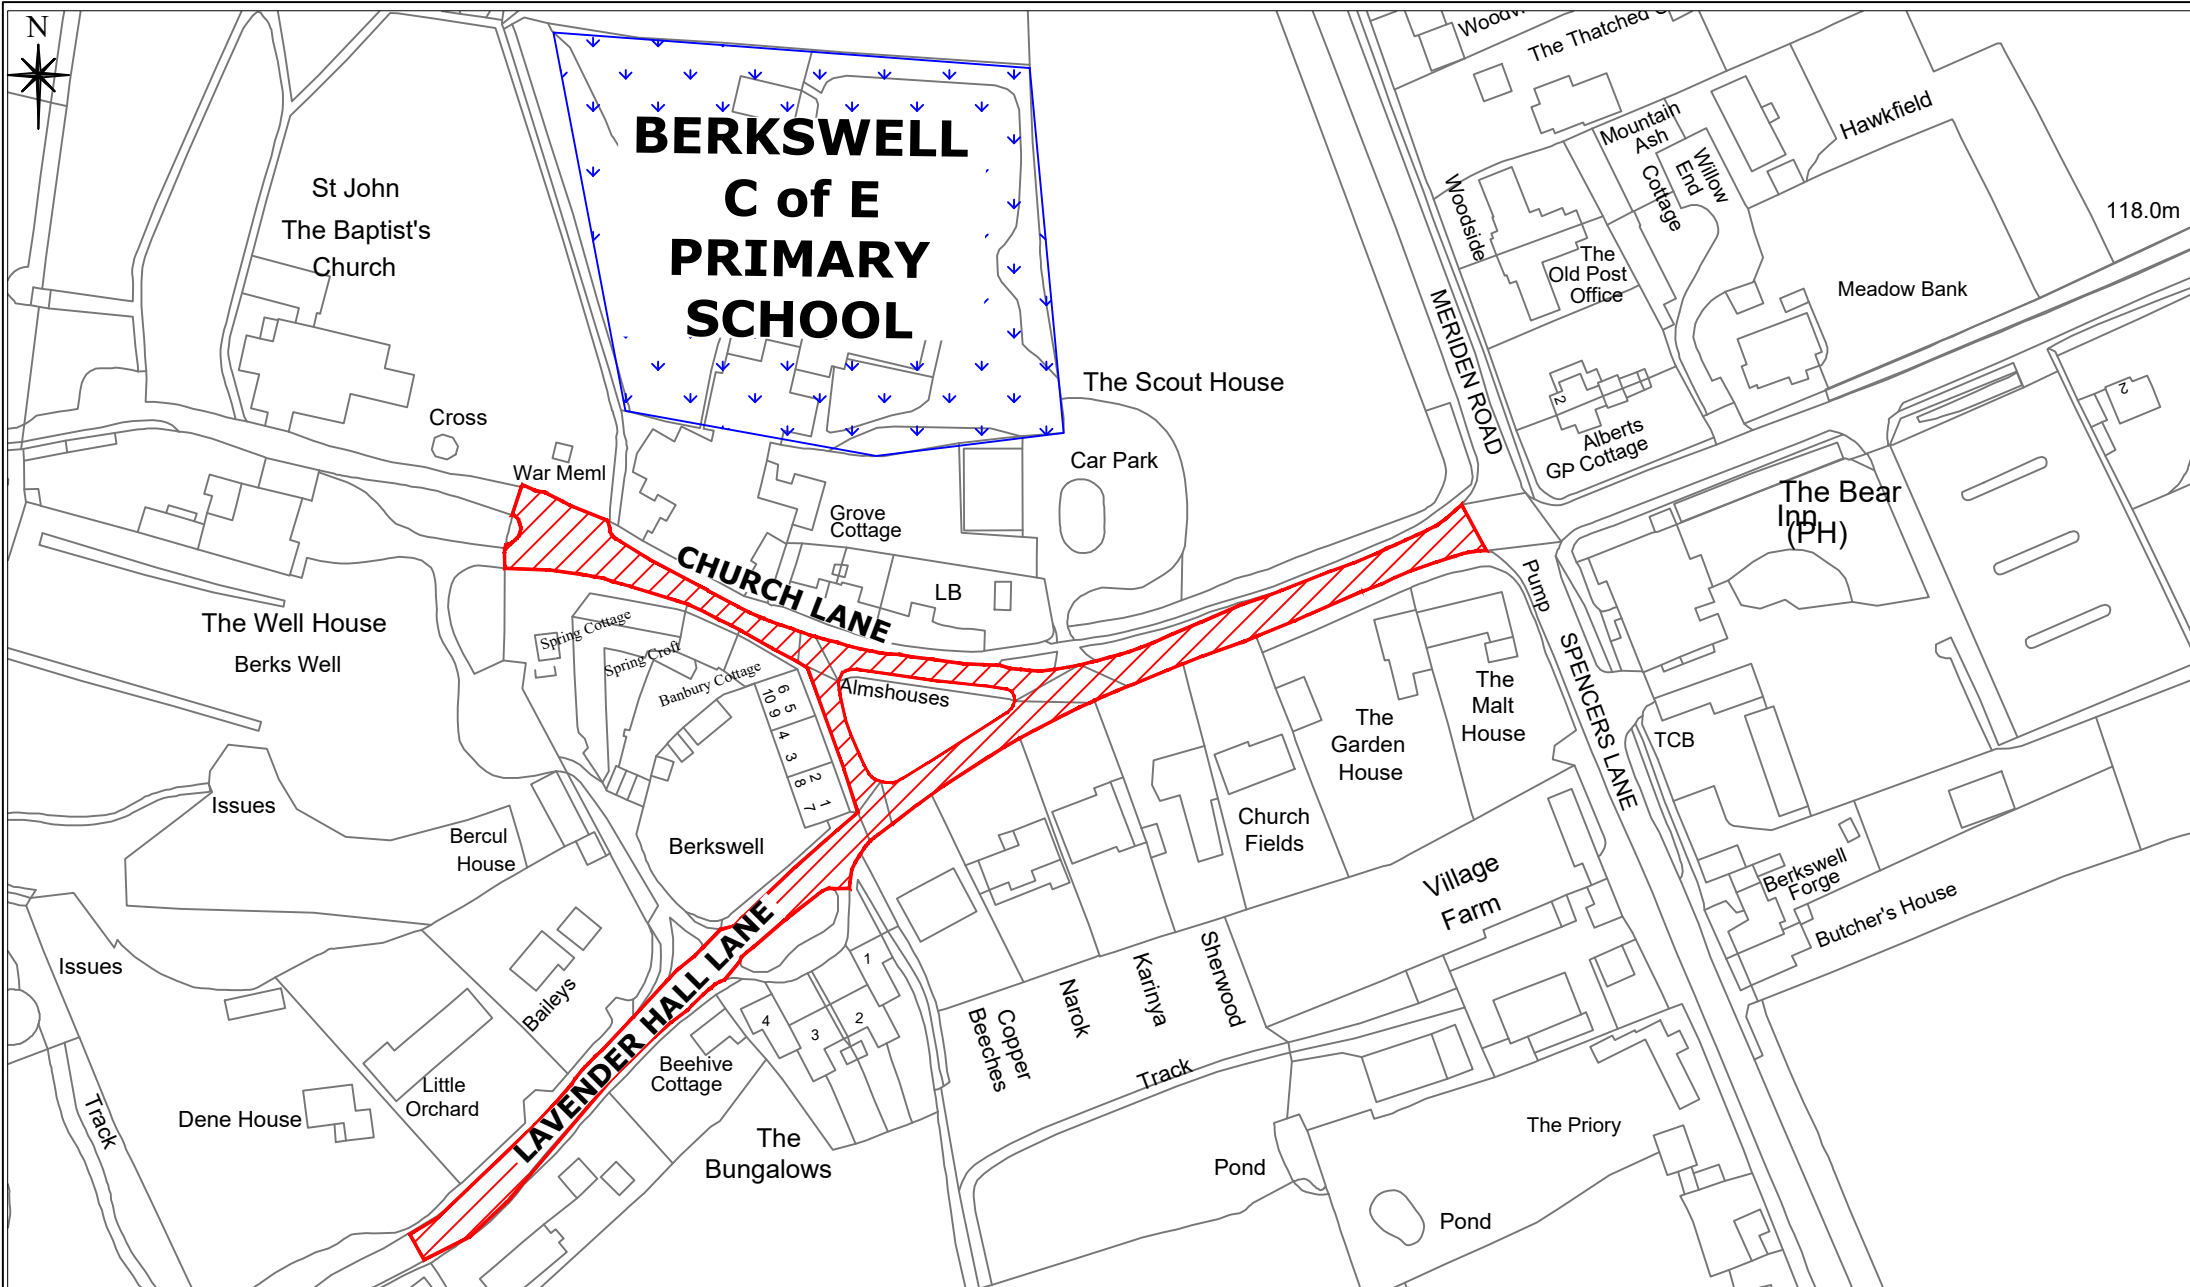 N
The Thatched
Mountain
Ash
Cottage
Willow
End
Hawkfield
118.0m
BERKSWELL
C of E
PRIMARY
SCHOOL
St John
The Baptist's
Church
Woodside
The
Old Post
Office
Meadow Bank
MERIDEN ROAD
The Scout House
2
2
Cross
Alberts
GP Cottage
Car Park
War Meml
Grove
Cottage
The Bear
Inn
(PH)
CHURCH LANE
LB
Pump
The Well House
Berks Well
Spring Cottage
Spring Croft
Banbury Cottage
Almshouses
6
10
5
9
4
3
2
8
1
7
SPENCERS LANE
The
Malt
House
The
Garden
House
TCB
Issues
Bercul
House
Berkswell
Church
Fields
Village
Farm
Berkswell
Forge
Butcher's House
LAVENDER HALL LANE
Issues
Baileys
1
2
3
4
Sherwood
Karinya
Narok
Copper
Beeches
Beehive
Cottage
Little
Orchard
Dene House
Track
Track
The
Bungalows
The Priory
Pond
Pond